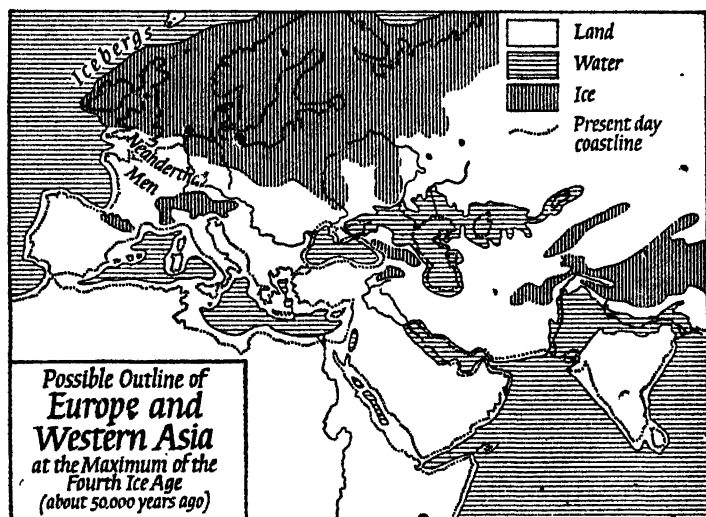 Icebergs
Land
Water
Ice
Present day
coastline
Neanderthal
Men
Possible Outline of
Europe and
Western Asia
at the Maximum of the
Fourth Ice Age
(about 50.000 years ago)